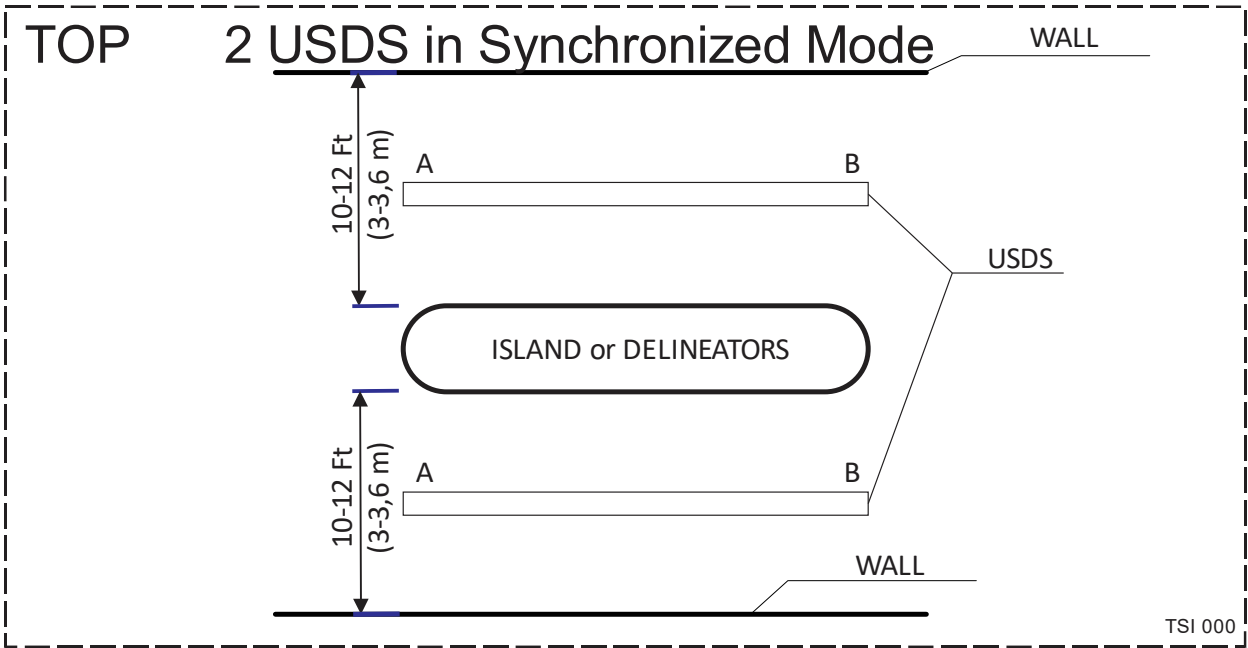 TOP 2 USDS in Synchronized Mode
WALL
10-12 Ft
(3-3,6 m)
A B
USDS
ISLAND or DELINEATORS
10-12 Ft
(3-3,6 m)
A B
WALL
TSI 000